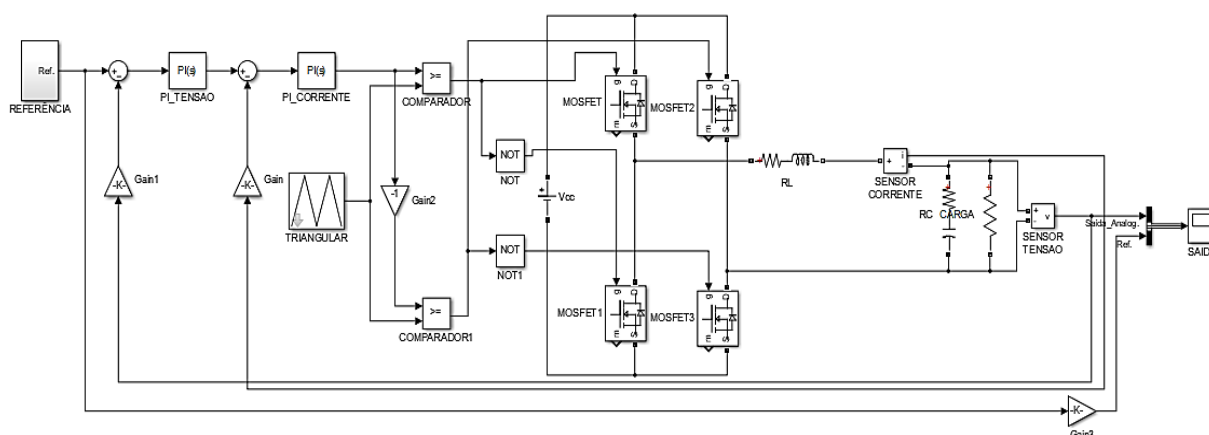 Ref.
REFERÊNCIA
+
-
PI(s)
PI_TENSAO
+
-
PI(s)
PI_CORRENTE
>=
COMPARADOR
-K-
Gain1
-K-
Gain
TRIANGULAR
-1
Gain2
NOT
NOT
NOT
NOT1
>=
COMPARADOR1
+
Vcc
g
D
m
S
MOSFET
g
D
m
S
MOSFET2
g
D
m
S
MOSFET1
g
D
m
S
MOSFET3
+
RL
+
i
-
SENSOR
CORRENTE
+
RC
+
CARGA
+
-
v
SENSOR
TENSAO
Saída_Analog.
Ref.
SAID
-K-
Gain3